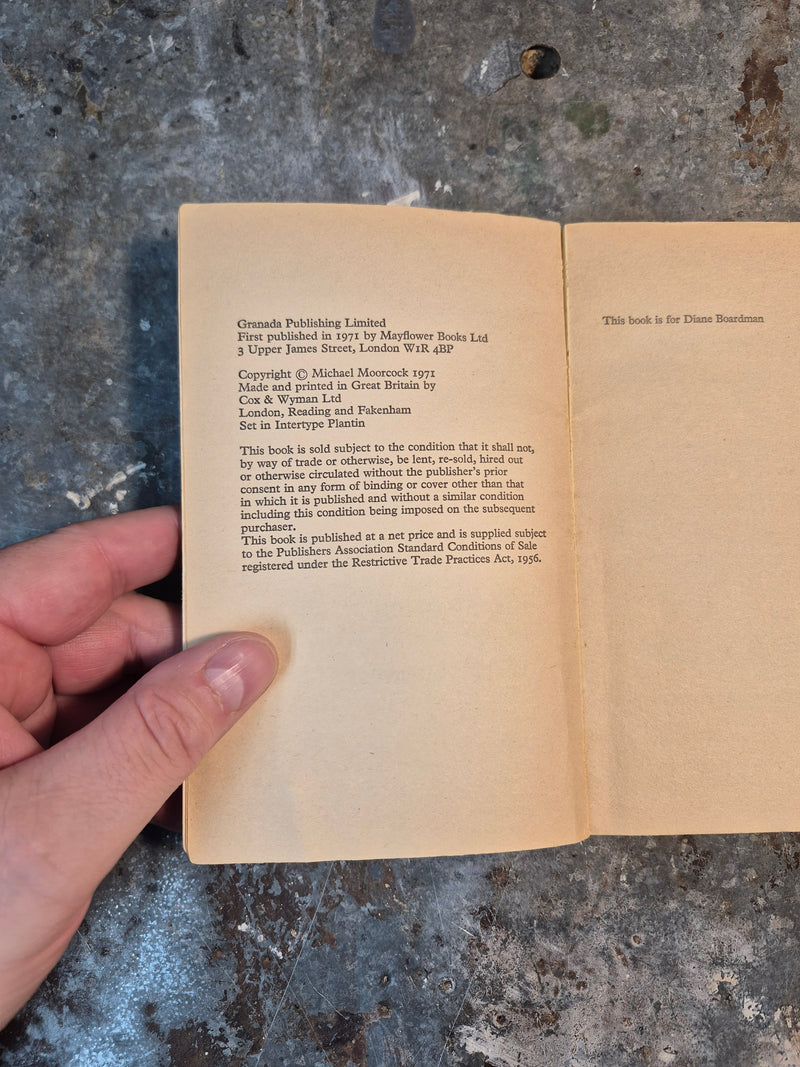 Granada Publishing Limited
First published in 1971 by Mayflower Books Ltd
3 Upper James Street, London W1R 4BP
Copyright © Michael Moorcock 1971
Made and printed in Great Britain by
Cox & Wyman Ltd
London, Reading and Fakenham
Set in Intertype Plantin
This book is sold subject to the condition that it shall not,
by way of trade or otherwise, be lent, re-sold, hired out
or otherwise circulated without the publisher's prior
consent in any form of binding or cover other than that
in which it is published and without a similar condition
including this condition being imposed on the subsequent
purchaser.
This book is published at a net price and is supplied subject
to the Publishers Association Standard Conditions of Sale
registered under the Restrictive Trade Practices Act, 1956.
This book is for Diane Boardman